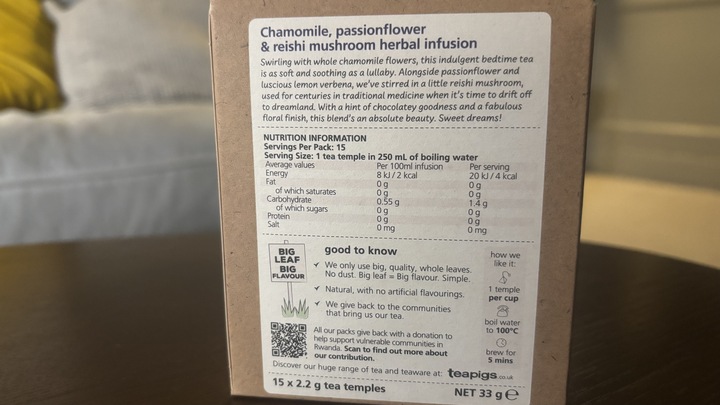 Chamomile, passionflower
& reishi mushroom herbal infusion
Swirling with whole chamomile flowers, this indulgent bedtime tea
is as soft and soothing as a lullaby. Alongside passionflower and
luscious lemon verbena, we've stirred in a little reishi mushroom,
used for centuries in traditional medicine when it's time to drift off
to dreamland. With a hint of chocolatey goodness and a fabulous
floral finish, this blend's an absolute beauty. Sweet dreams!
NUTRITION INFORMATION
Servings Per Pack: 15
Serving Size: 1 tea temple in 250 mL of boiling water
Average values Per 100ml infusion Per serving
Energy 8 kJ / 2 kcal 20 kJ / 4 kcal
Fat 0 g 0 g
of which saturates 0 g 0 g
Carbohydrate 0.55 g 1.4 g
of which sugars 0 g 0 g
Protein 0 g 0 g
Salt 0 mg 0 mg
BIG
LEAF
BIG
FLAVOUR
good to know
✓ We only use big, quality, whole leaves.
No dust. Big leaf = Big flavour. Simple.
✓ Natural, with no artificial flavourings.
✓ We give back to the communities
that bring us our tea.
how we
like it:
1 temple
per cup
boil water
to 100°C
brew for
5 mins
All our packs give back with a donation to
help support vulnerable communities in
Rwanda. Scan to find out more about
our contribution.
Discover our huge range of tea and teaware at: teapigs.co.uk
15 x 2.2 g tea temples NET 33 g ℮